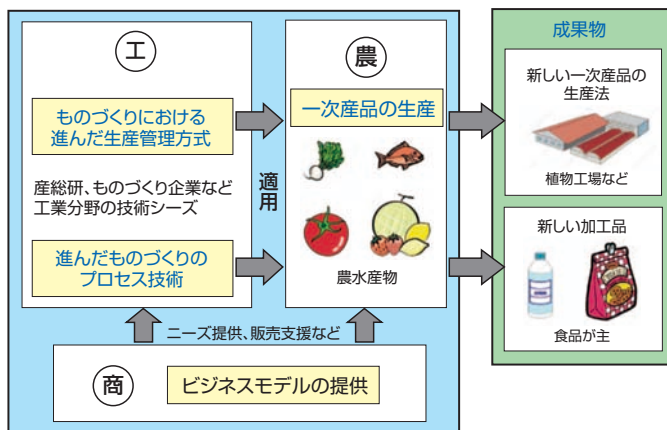 工
ものづくりにおける
進んだ生産管理方式
産総研、ものづくり企業など
工業分野の技術シーズ
進んだものづくりの
プロセス技術
適用
農
一次産品の生産
農水産物
ニーズ提供、販売支援など
商
ビジネスモデルの提供
成果物
新しい一次産品の
生産法
植物工場など
新しい加工品
食品が主